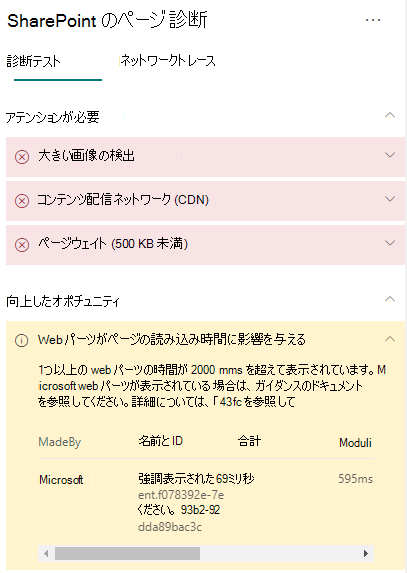 SharePoint のページ診断
診断テスト ネットワークトレース
アテンションが必要
大きい画像の検出
コンテンツ配信ネットワーク (CDN)
ページウェイト (500 KB 未満)
向上したオポチュニティ
Web パーツがページの読み込み時間に影響を与える
1つ以上の web パーツの時間が 2000 mms を超えて表示されています。M
icrosoft web パーツが表示されている 場合は、ガイダンスのドキュメント
を参照してください。詳細については、「43fc を参照して
MadeBy 名前と ID 合計 Moduli
Microsoft 強調表示された 69ミリ秒 595ms
ent.f078392e-7e
ください。 93b2-92
dda89bac3c